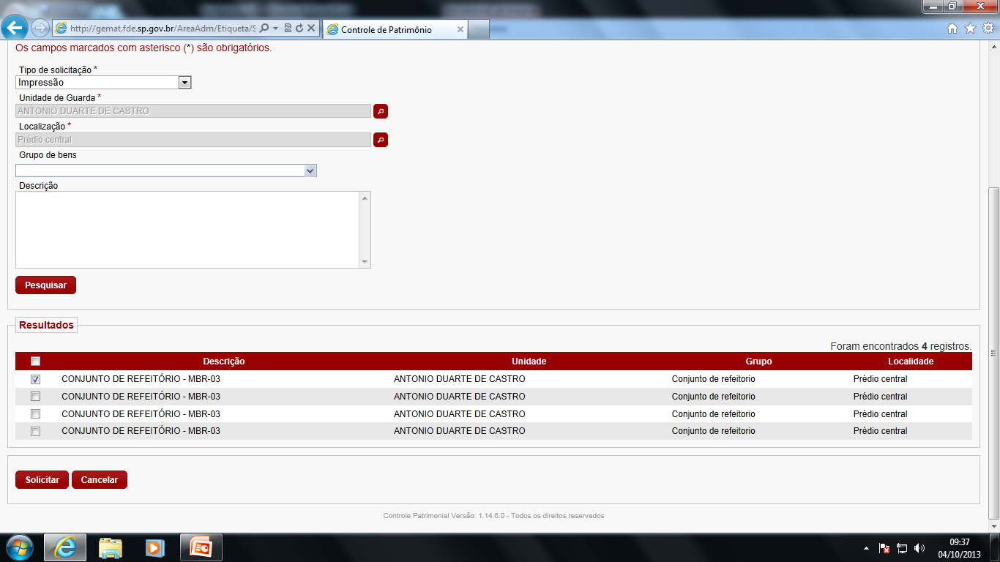 http://gemat.fde.sp.gov.br/AreaAdm/Etiqueta/S
Controle de Patrimônio
Os campos marcados com asterisco (*) são obrigatórios.
Tipo de solicitação *
Impressão
Unidade de Guarda *
ANTONIO DUARTE DE CASTRO
Localização *
Prédio central
Grupo de bens
Descrição
Pesquisar
Resultados
Foram encontrados 4 registros.
Descrição Unidade Grupo Localidade
CONJUNTO DE REFEITÓRIO - MBR-03 ANTONIO DUARTE DE CASTRO Conjunto de refeitorio Prédio central
CONJUNTO DE REFEITÓRIO - MBR-03 ANTONIO DUARTE DE CASTRO Conjunto de refeitorio Prédio central
CONJUNTO DE REFEITÓRIO - MBR-03 ANTONIO DUARTE DE CASTRO Conjunto de refeitorio Prédio central
CONJUNTO DE REFEITÓRIO - MBR-03 ANTONIO DUARTE DE CASTRO Conjunto de refeitorio Prédio central
Solicitar Cancelar
Controle Patrimonial Versão: 1.14.6.0 - Todos os direitos reservados
09:37
04/10/2013